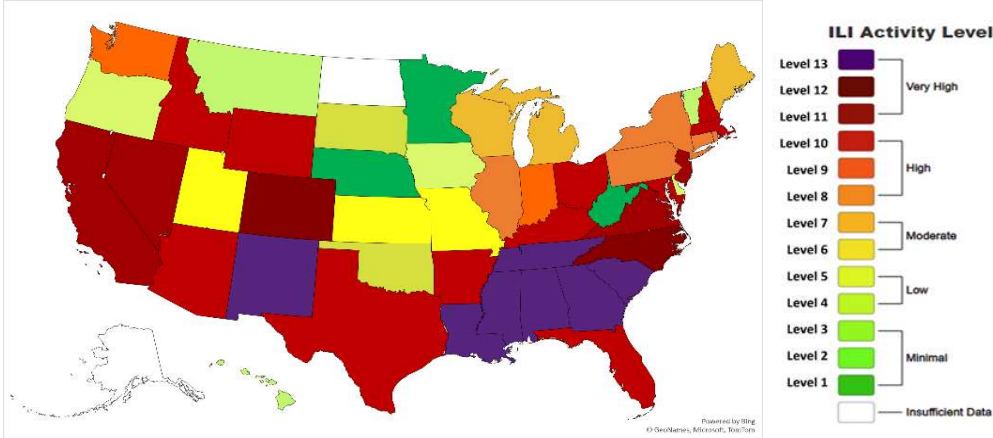 ILI Activity Level
Level 13
Level 12
Very High
Level 11
Level 10
Level 9
High
Level 8
Level 7
Moderate
Level 6
Level 5
Low
Level 4
Level 3
Level 2
Minimal
Level 1
Insufficient Data
Powered by Bing
© GeoNames, Microsoft, TomTom